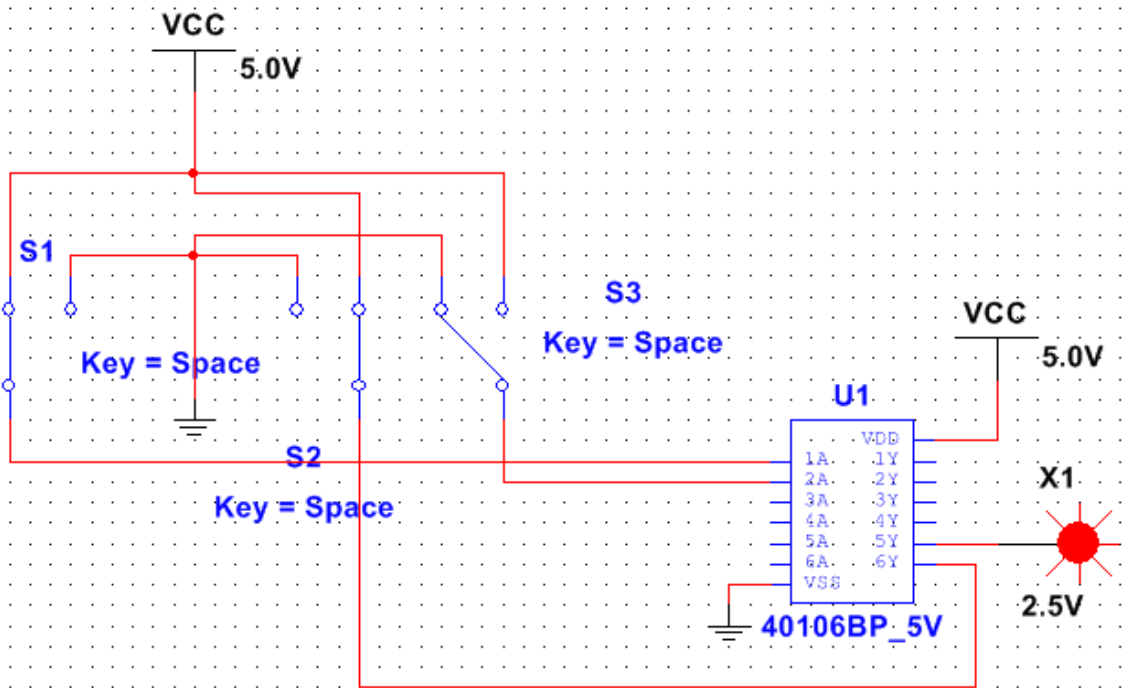 VCC
5.0V
S1
S3
Key = Space
Key = Space
VCC
5.0V
U1
S2
Key = Space
X1
VDD
1A 1Y
2A 2Y
3A 3Y
4A 4Y
5A 5Y
6A 6Y
VSS
2.5V
40106BP_5V